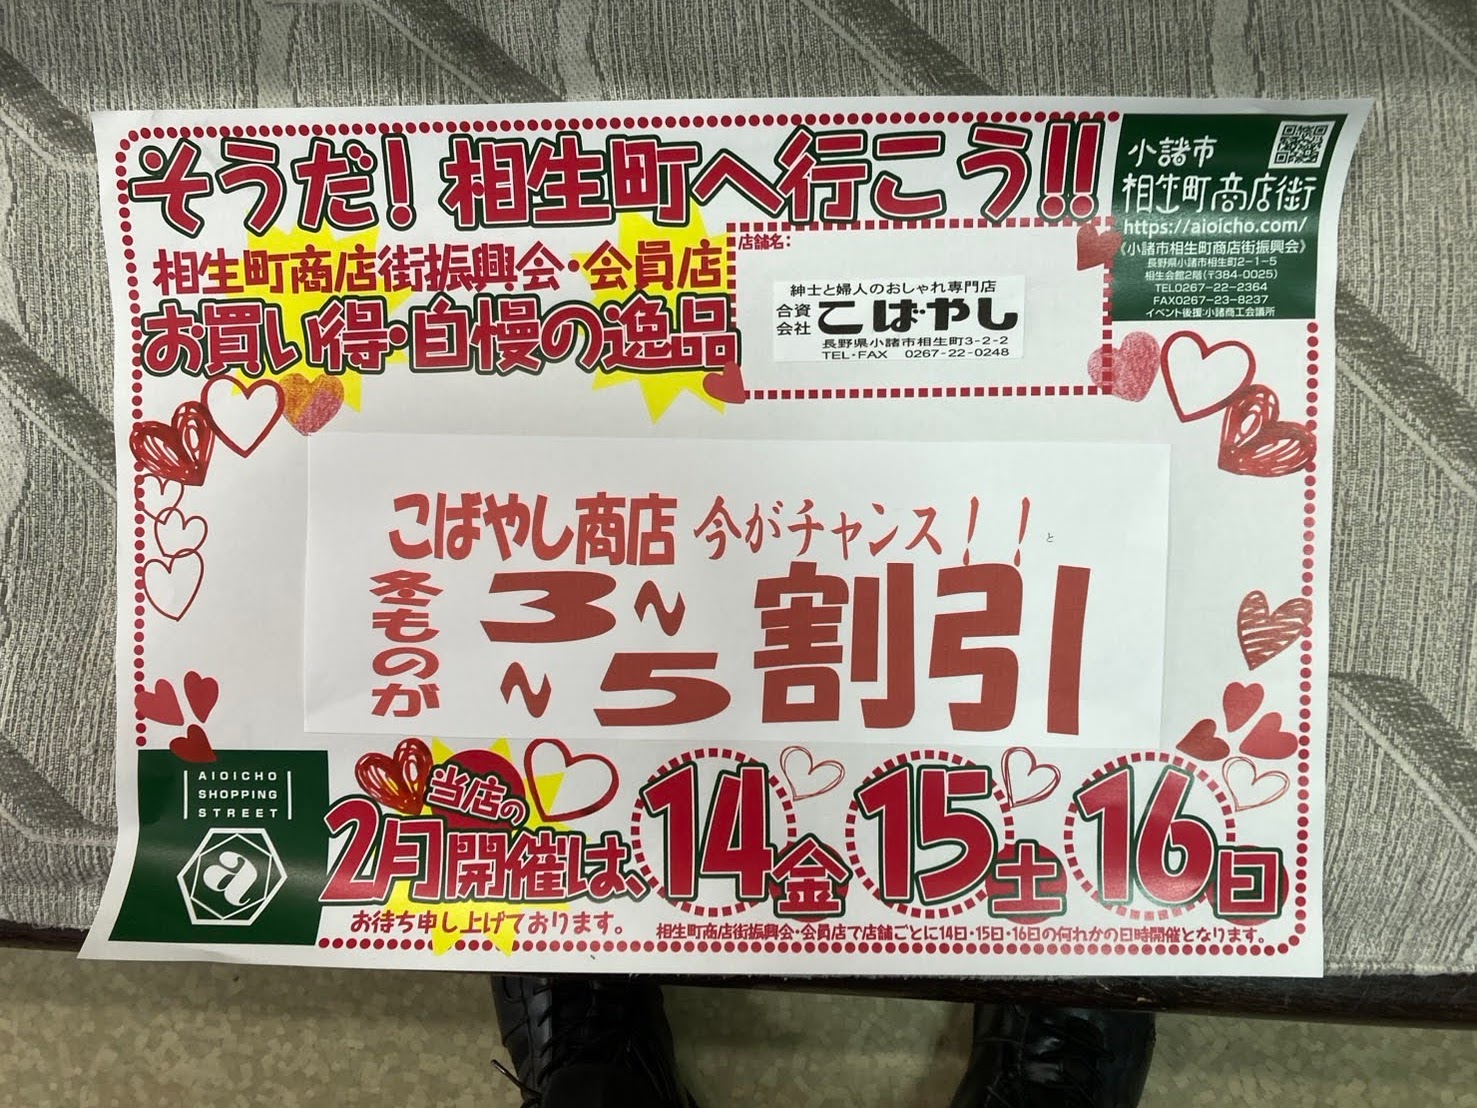 そうだ!相生町へ行こう!!
相生町商店街振興会・会員店
お買い得・自慢の逸品
店舗名:
紳士と婦人のおしゃれ専門店
合資会社 こばやし
長野県小諸市相生町3-2-2
TEL・FAX 0267-22-0248
小諸市
相生町商店街
https://aioicho.com/
《小諸市相生町商店街振興会》
長野県小諸市相生町2-1-5
相生会館2階(〒384-0025)
TEL0267-22-2364
FAX0267-23-8237
イベント後援:小諸商工会議所
こばやし商店 今がチャンス!!と
冬ものが 3~
~5 割引
AIOICHO
SHOPPING
STREET
a
当店の
2月開催は、14金 15土 16日
お待ち申し上げております。
相生町商店街振興会・会員店で店舗ごとに14日・15日・16日の何れかの日時開催となります。